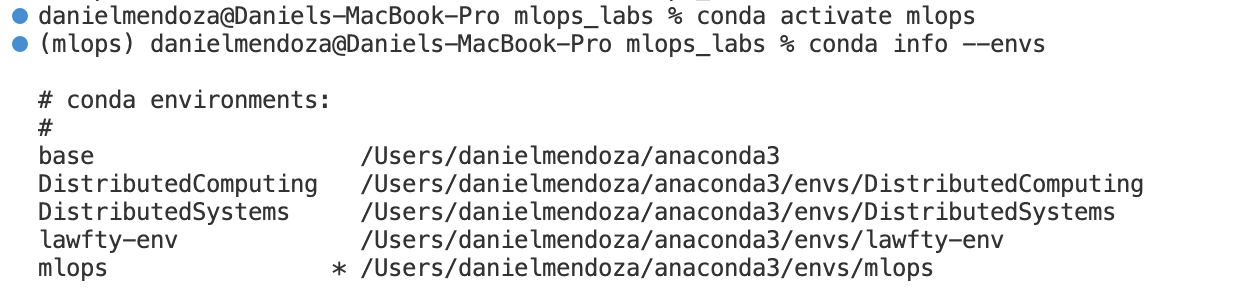 danielmendoza@Daniels-MacBook-Pro mlops_labs % conda activate mlops
(mlops) danielmendoza@Daniels-MacBook-Pro mlops_labs % conda info --envs
# conda environments:
#
base                     /Users/danielmendoza/anaconda3
DistributedComputing     /Users/danielmendoza/anaconda3/envs/DistributedComputing
DistributedSystems       /Users/danielmendoza/anaconda3/envs/DistributedSystems
lawfty-env               /Users/danielmendoza/anaconda3/envs/lawfty-env
mlops                  * /Users/danielmendoza/anaconda3/envs/mlops